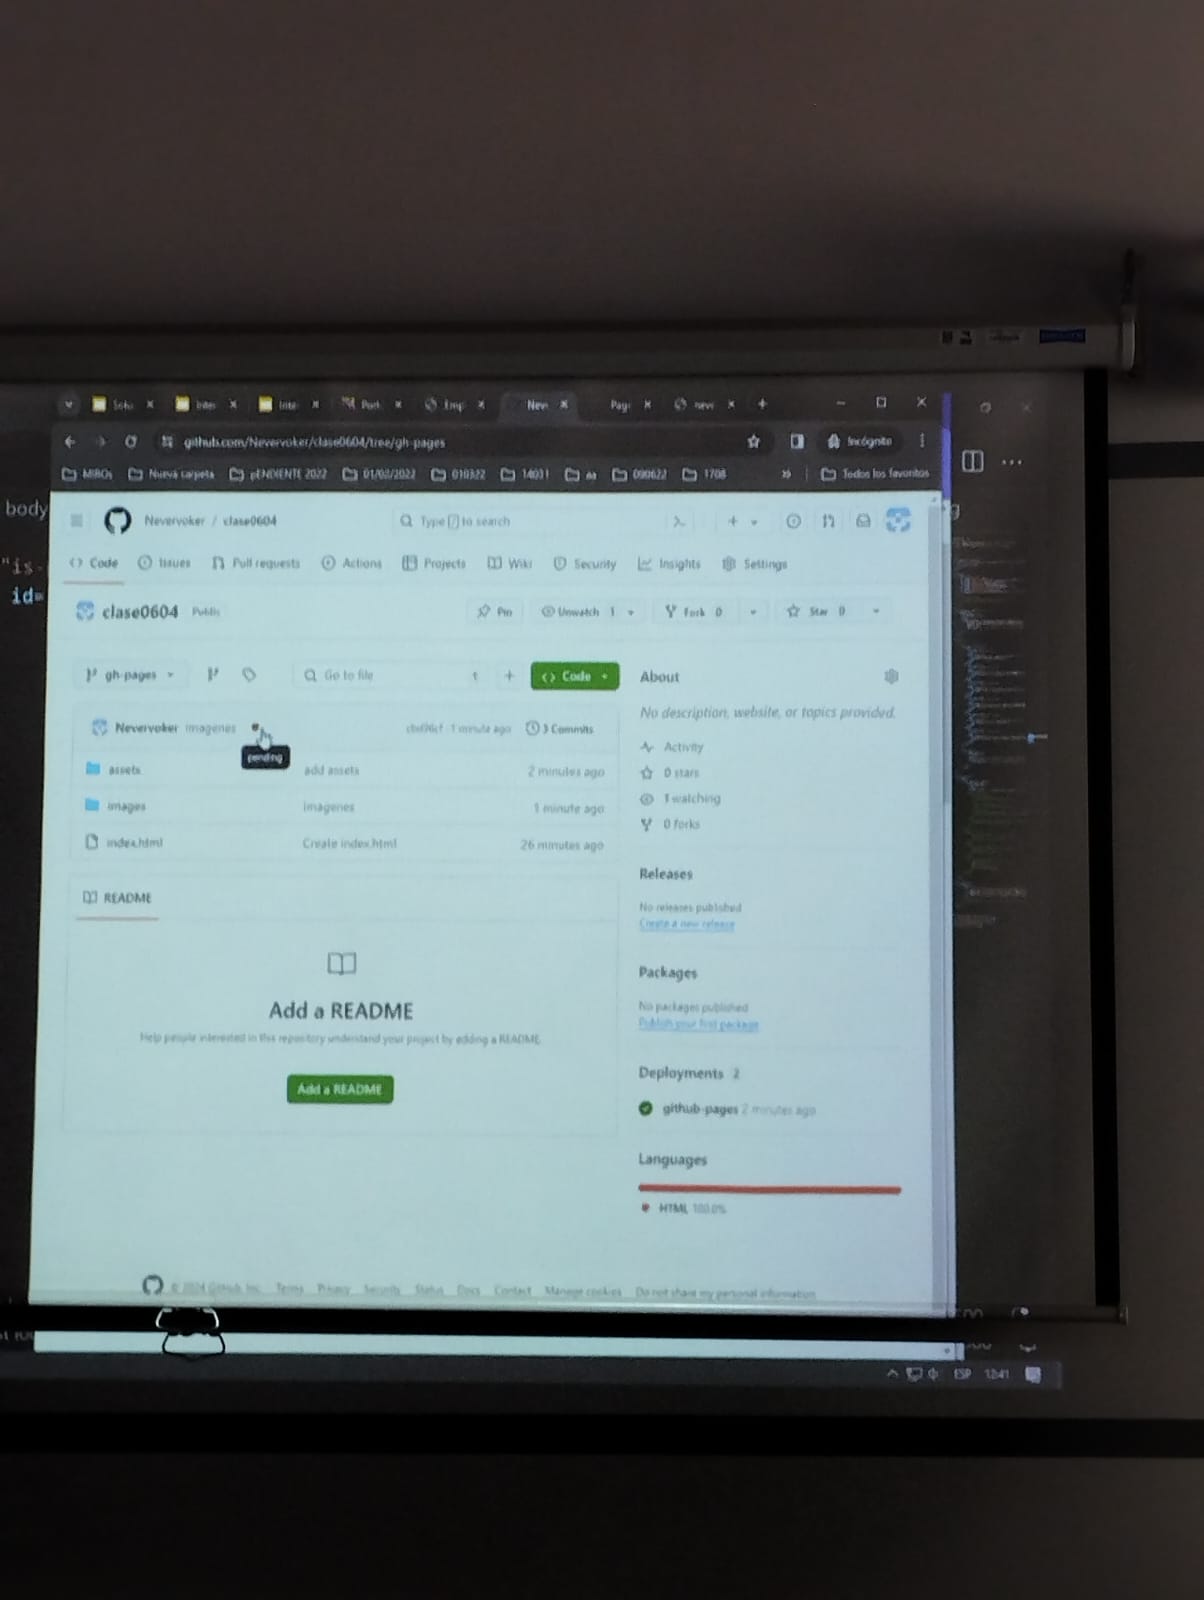 Scho
Inter
Inte
Port
Emp
Nev
Pag
neve
github.com/Nevervoker/clase0604/tree/gh-pages
Incógnito
MIROs
Nueva carpeta
pENDIENTE 2022
01/02/2022
010322
14031
aa
090622
1708
Todos los favoritos
body
"is-
id=
Nevervoker / clase0604
Type / to search
Code
Issues
Pull requests
Actions
Projects
Wiki
Security
Insights
Settings
clase0604 Public
Pin
Unwatch 1
Fork 0
Star 0
gh-pages
Go to file
t
Code
Nevervoker imagenes
1 minute ago
3 Commits
pending
assets
add assets
2 minutes ago
images
imagenes
1 minute ago
index.html
Create index.html
26 minutes ago
README
Add a README
Help people interested in this repository understand your project by adding a README.
Add a README
About
No description, website, or topics provided.
Activity
0 stars
1 watching
0 forks
Releases
No releases published
Create a new release
Packages
No packages published
Publish your first package
Deployments 2
github-pages 2 minutes ago
Languages
HTML 100.0%
© 2024 GitHub, Inc.
Terms
Privacy
Security
Status
Docs
Contact
Manage cookies
Do not share my personal information
ESP
12:41